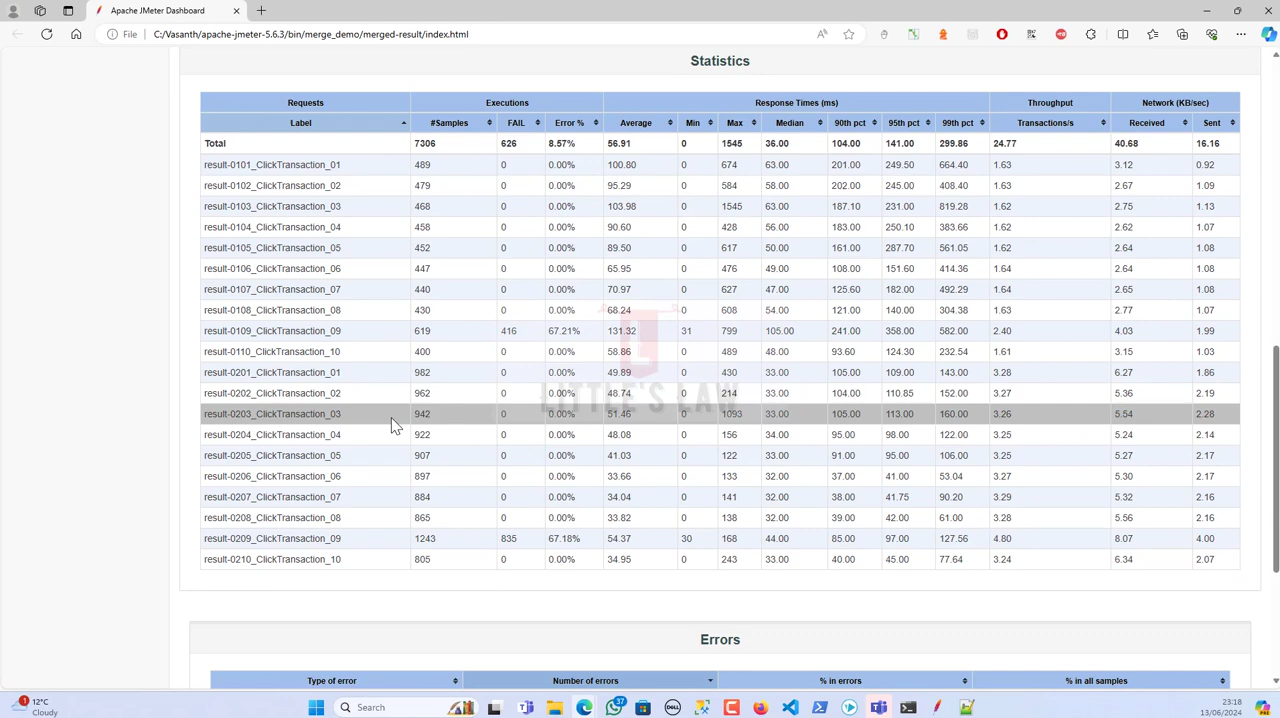 Apache JMeter Dashboard
File C:/Vasanth/apache-jmeter-5.6.3/bin/merge_demo/merged-result/index.html
Statistics
Requests Executions Response Times (ms) Throughput Network (KB/sec)
Label #Samples FAIL Error % Average Min Max Median 90th pct 95th pct 99th pct Transactions/s Received Sent
Total 7306 626 8.57% 56.91 0 1545 36.00 104.00 141.00 299.86 24.77 40.68 16.16
result-0101_ClickTransaction_01 489 0 0.00% 100.80 0 674 63.00 201.00 249.50 664.40 1.63 3.12 0.92
result-0102_ClickTransaction_02 479 0 0.00% 95.29 0 584 58.00 202.00 245.00 408.40 1.63 2.67 1.09
result-0103_ClickTransaction_03 468 0 0.00% 103.98 0 1545 63.00 187.10 231.00 819.28 1.62 2.75 1.13
result-0104_ClickTransaction_04 458 0 0.00% 90.60 0 428 56.00 183.00 250.10 383.66 1.62 2.62 1.07
result-0105_ClickTransaction_05 452 0 0.00% 89.50 0 617 50.00 161.00 287.70 561.05 1.62 2.64 1.08
result-0106_ClickTransaction_06 447 0 0.00% 65.95 0 476 49.00 108.00 151.60 414.36 1.64 2.64 1.08
result-0107_ClickTransaction_07 440 0 0.00% 70.97 0 627 47.00 125.60 182.00 492.29 1.64 2.65 1.08
result-0108_ClickTransaction_08 430 0 0.00% 68.24 0 608 54.00 121.00 140.00 304.38 1.63 2.77 1.07
result-0109_ClickTransaction_09 619 416 67.21% 131.32 31 799 105.00 241.00 358.00 582.00 2.40 4.03 1.99
result-0110_ClickTransaction_10 400 0 0.00% 58.86 0 489 48.00 93.60 124.30 232.54 1.61 3.15 1.03
result-0201_ClickTransaction_01 982 0 0.00% 49.89 0 430 33.00 105.00 109.00 143.00 3.28 6.27 1.86
result-0202_ClickTransaction_02 962 0 0.00% 48.74 0 214 33.00 104.00 110.85 152.00 3.27 5.36 2.19
LITTLE'S LAW
result-0203_ClickTransaction_03 942 0 0.00% 51.46 0 1093 33.00 105.00 113.00 160.00 3.26 5.54 2.28
result-0204_ClickTransaction_04 922 0 0.00% 48.08 0 156 34.00 95.00 98.00 122.00 3.25 5.24 2.14
result-0205_ClickTransaction_05 907 0 0.00% 41.03 0 122 33.00 91.00 95.00 106.00 3.25 5.27 2.17
result-0206_ClickTransaction_06 897 0 0.00% 33.66 0 133 32.00 37.00 41.00 53.04 3.27 5.30 2.17
result-0207_ClickTransaction_07 884 0 0.00% 34.04 0 141 32.00 38.00 41.75 90.20 3.29 5.32 2.16
result-0208_ClickTransaction_08 865 0 0.00% 33.82 0 138 32.00 39.00 42.00 61.00 3.28 5.56 2.16
result-0209_ClickTransaction_09 1243 835 67.18% 54.37 30 168 44.00 85.00 97.00 127.56 4.80 8.07 4.00
result-0210_ClickTransaction_10 805 0 0.00% 34.95 0 243 33.00 40.00 45.00 77.64 3.24 6.34 2.07
Errors
Type of error Number of errors % in errors % in all samples
1 12°C
Cloudy
Search
37
23:18
13/06/2024